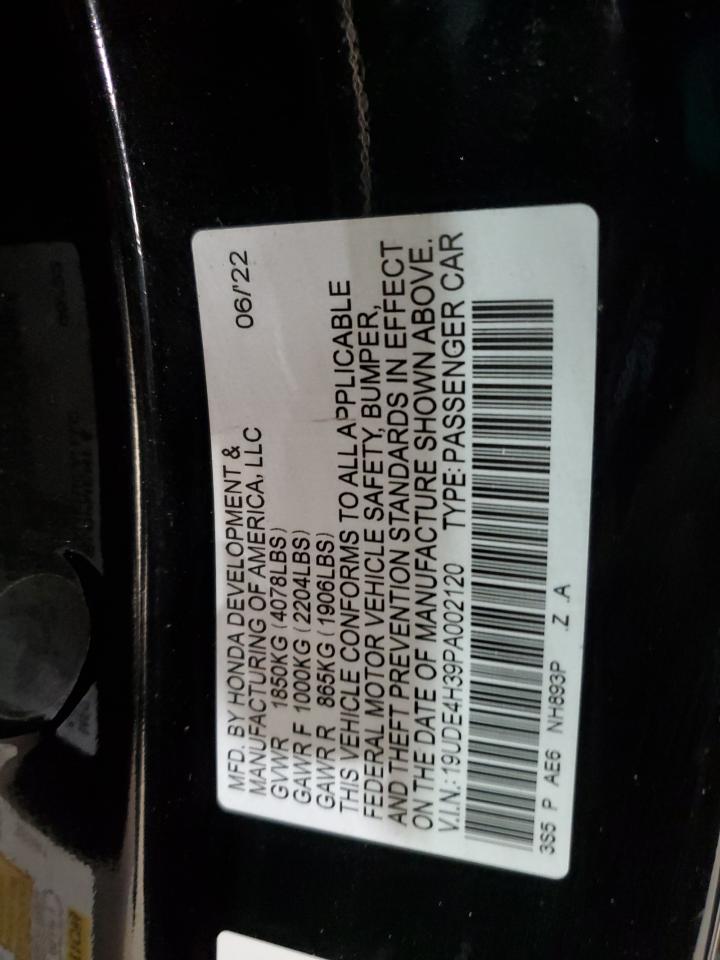 MFD. BY HONDA DEVELOPMENT &
MANUFACTURING OF AMERICA, LLC 06/'22
GVWR 1850KG (4078LBS)
GAWR F 1000KG (2204LBS)
GAWR R 865KG (1906LBS)
THIS VEHICLE CONFORMS TO ALL APPLICABLE
FEDERAL MOTOR VEHICLE SAFETY, BUMPER,
AND THEFT PREVENTION STANDARDS IN EFFECT
ON THE DATE OF MANUFACTURE SHOWN ABOVE.
V.I.N.: 19UDE4H39PA002120 TYPE: PASSENGER CAR
3S5 P AE6 NH893P .Z .A